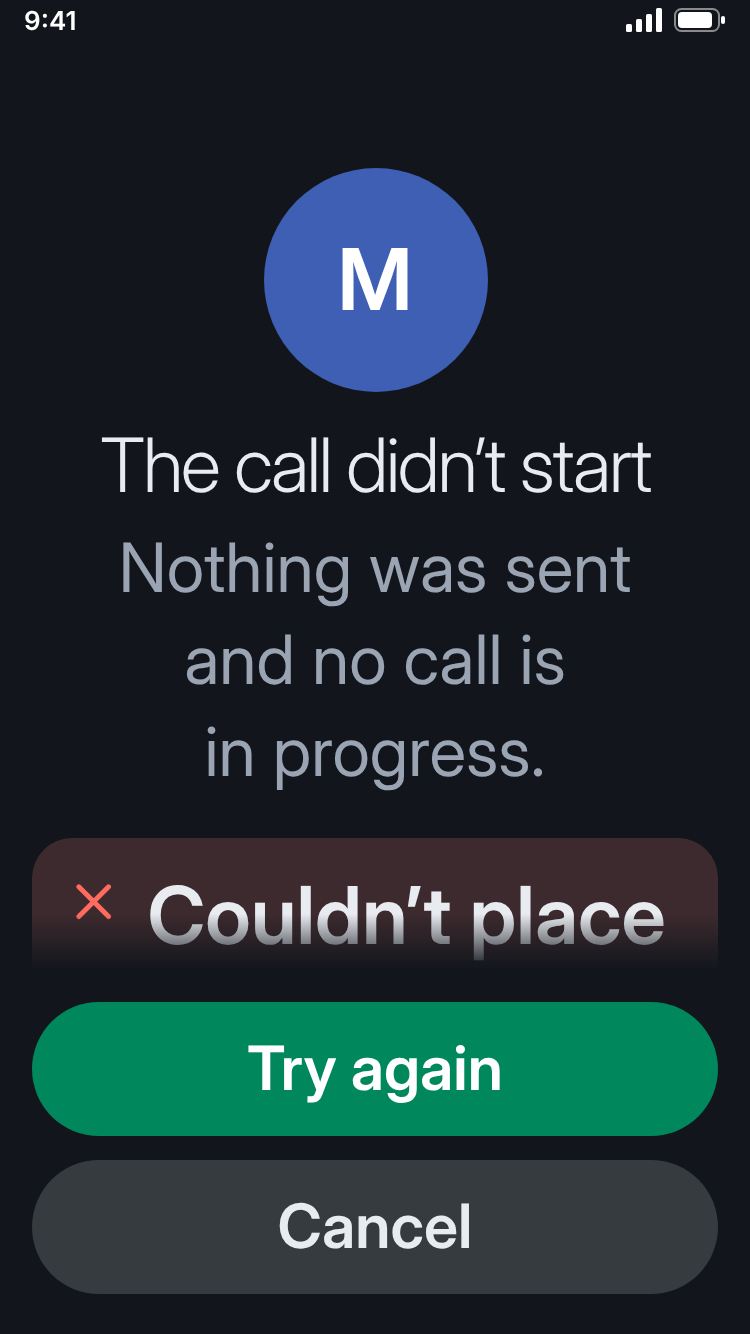 9:41
M
The call didn’t start
Nothing was sent
and no call is
in progress.
Couldn’t place
Try again
Cancel